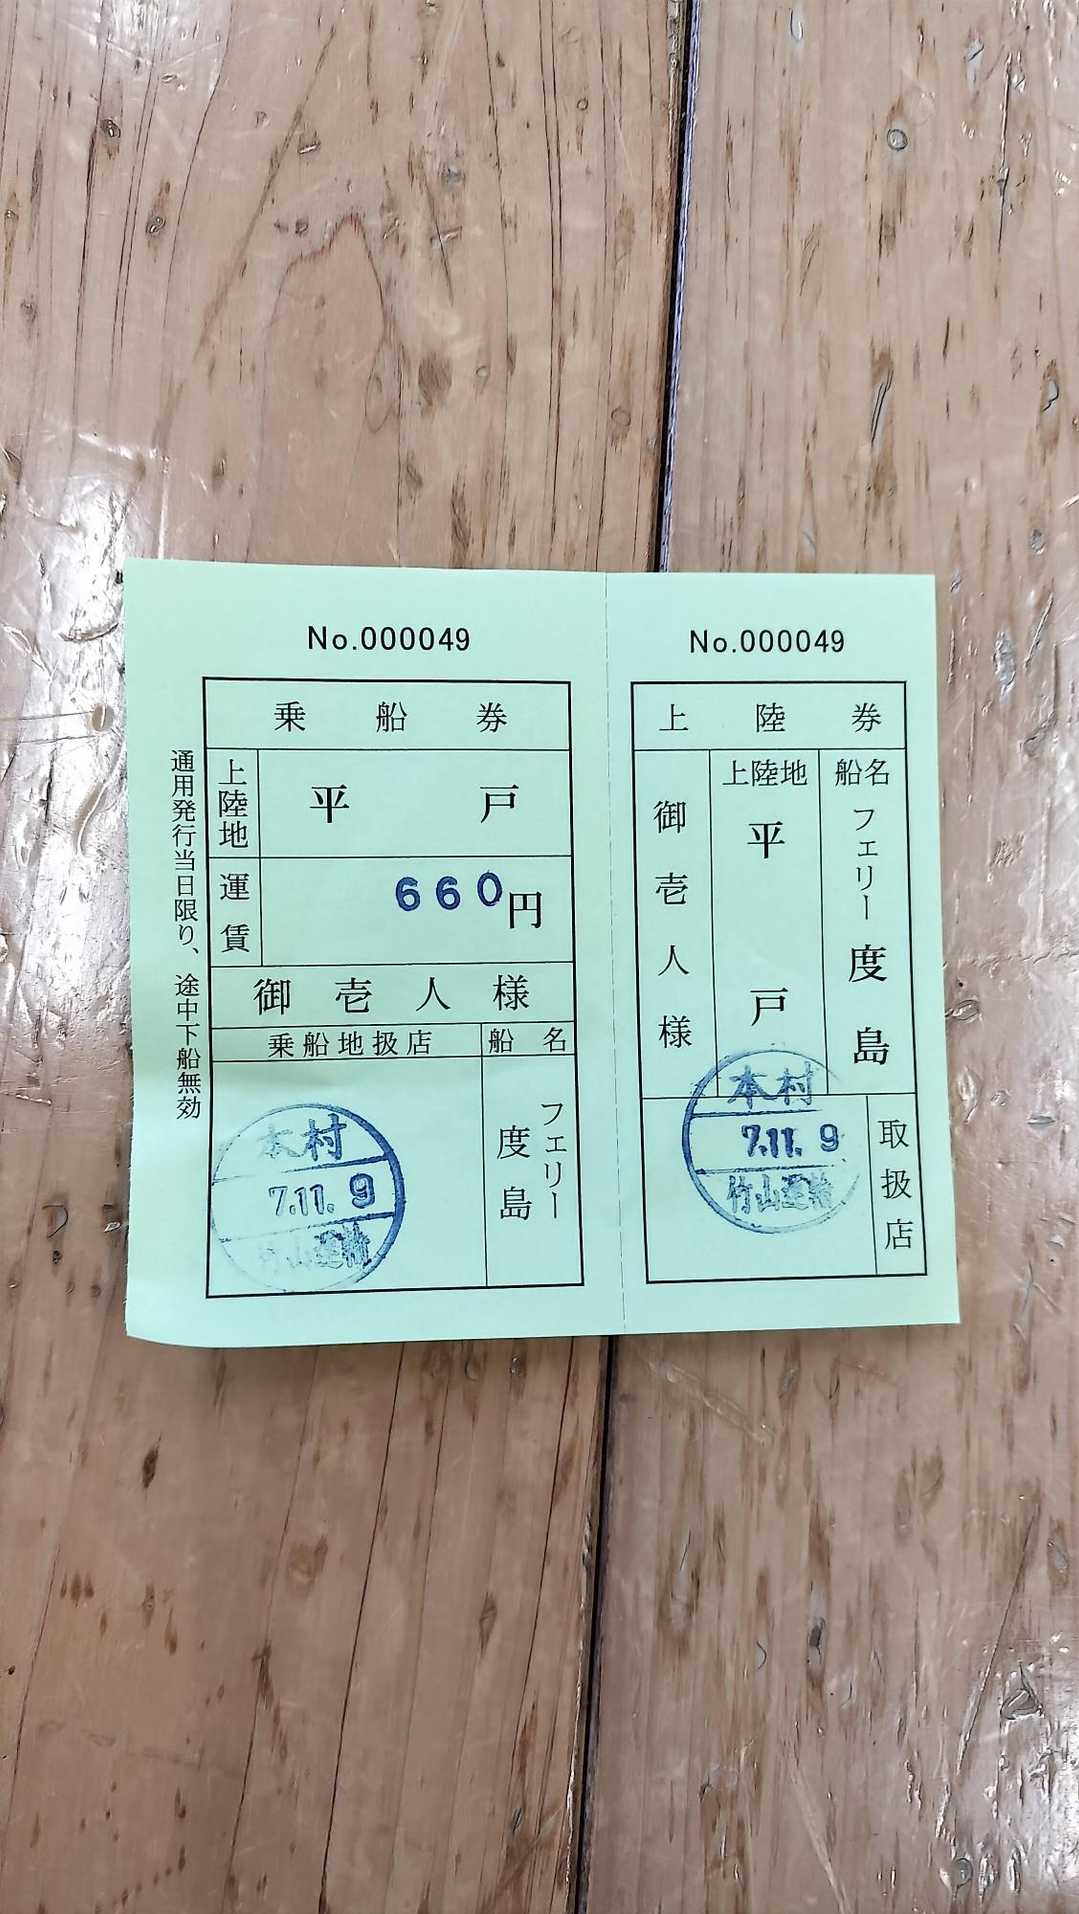 No.000049
乗船券
上陸地
平戸
運賃
660円
御壱人様
乗船地扱店
船名
フェリー
度島
本村
7.11.9
竹山運輸
通用発行当日限り、途中下船無効
No.000049
上陸券
船名
フェリー度島
上陸地
平戸
御壱人様
取扱店
本村
7.11.9
竹山運輸